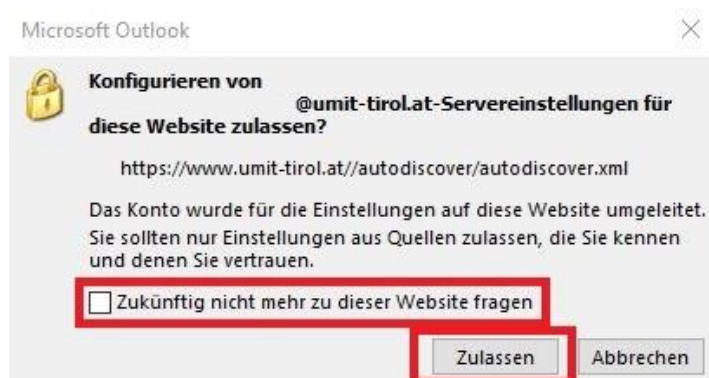 Microsoft Outlook
Konfigurieren von
@umit-tirol.at-Servereinstellungen für
diese Website zulassen?
https://www.umit-tirol.at//autodiscover/autodiscover.xml
Das Konto wurde für die Einstellungen auf diese Website umgeleitet.
Sie sollten nur Einstellungen aus Quellen zulassen, die Sie kennen
und denen Sie vertrauen.
Zukünftig nicht mehr zu dieser Website fragen
Zulassen Abbrechen